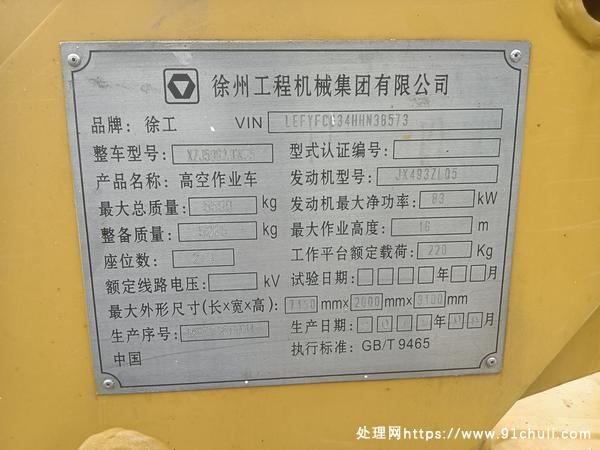 徐州工程机械集团有限公司
品牌：徐工 VIN
整车型号： 型式认证编号：
产品名称：高空作业车 发动机型号：JX493ZLQ5
最大总质量： kg 发动机最大净功率：83 kW
整备质量： kg 最大作业高度：16 m
座位数： 工作平台额定载荷：220 Kg
额定线路电压： kV 试验日期： 年 月
最大外形尺寸(长×宽×高)： mm× 2000 mm× 3100 mm
生产序号： 生产日期： 年 月
中国 执行标准：GB/T 9465
处理网https://www.91chuli.com/